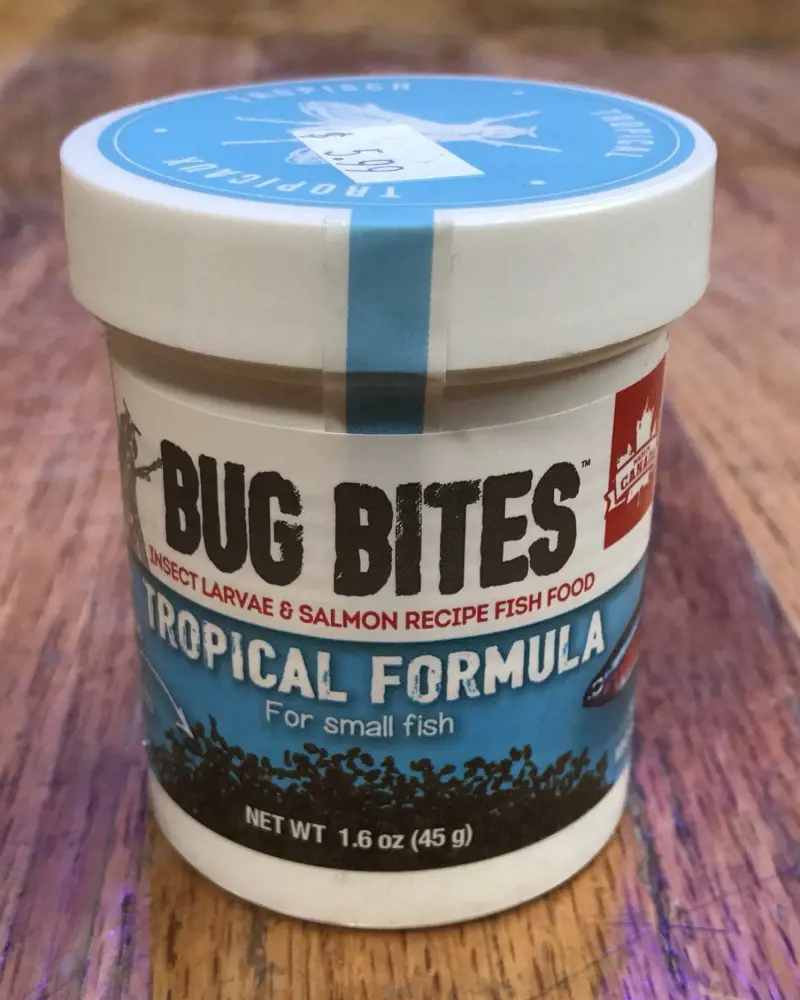 TROPISCH
TROPICAL
TROPICAUX
$ 5.99
BUG BITES™
CANADA
INSECT LARVAE & SALMON RECIPE FISH FOOD
TROPICAL FORMULA
For small fish
NET WT 1.6 oz (45 g)